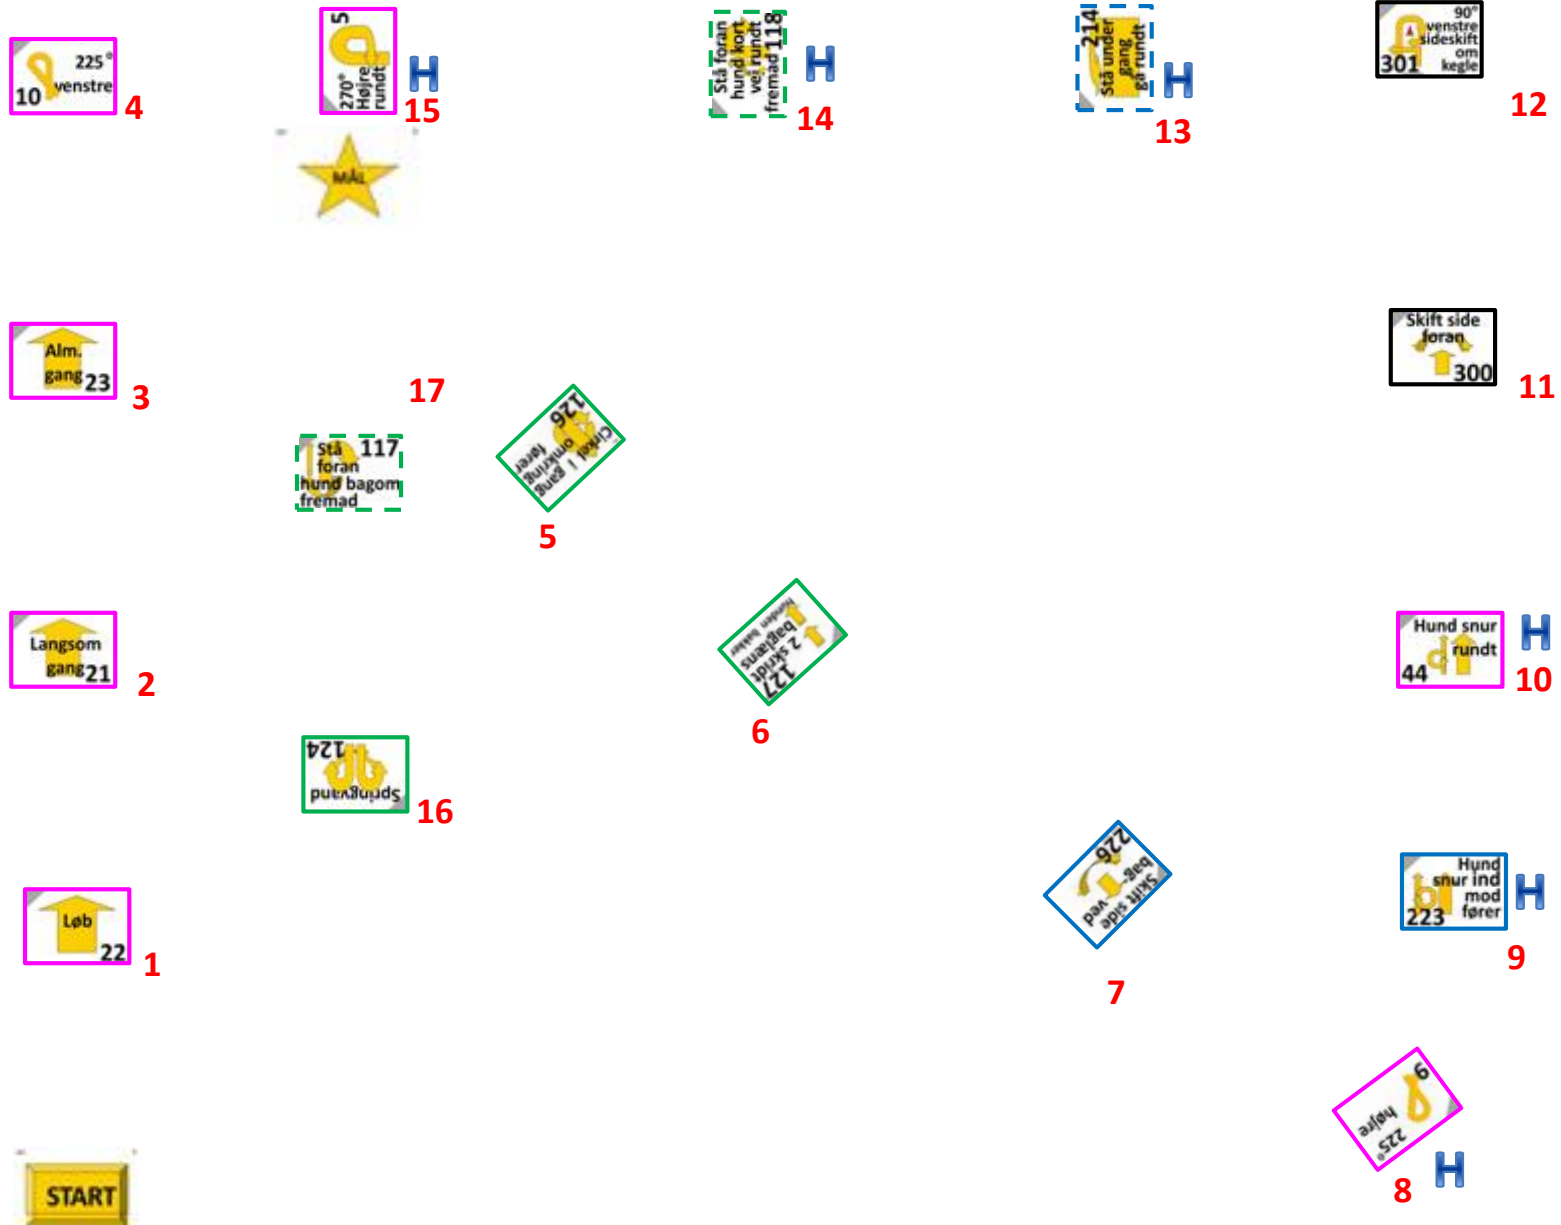 225°
venstre
10
4
5
270°
Højre
rundt
H
15
Stå foran
hund kort
vej rundt
fremad 118
H
14
214
Stå under
gang
gå rundt
H
13
90°
venstre
sideskift
om
kegle
301
12
MÅL
Alm.
gang 23
3
17
Stå 117
foran
hund bagom
fremad
126
Cirkel i gang
omkring
fører
5
Skift side
foran
300
11
Langsom
gang 21
2
127
2 skridt
baglæns
hunden bakker
6
Hund snur
rundt
44
H
10
124
Springvand
16
Løb
22
1
226
Skift side
ved bag-
7
Hund
snur ind
mod
fører
223
H
9
225°
højre
6
H
8
START